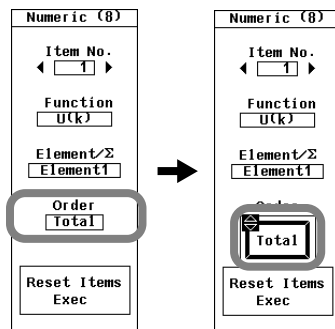 Numeric (8)
Item No.
1
Function
U(k)
Element/Σ
Element1
Order
Total
Reset Items
Exec
Numeric (8)
Item No.
1
Function
U(k)
Element/Σ
Element1
Order
Total
Reset Items
Exec